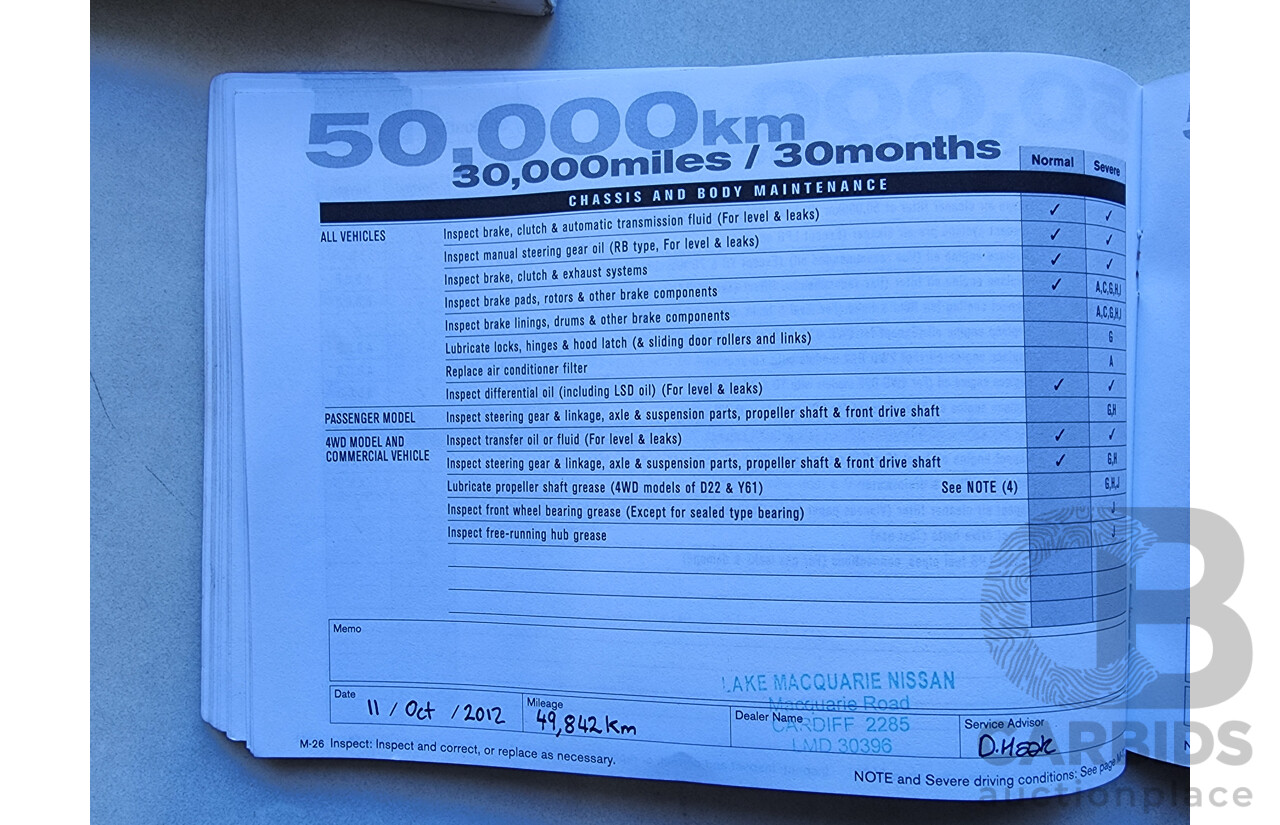 50,000km
30,000miles / 30months
Normal Severe
CHASSIS AND BODY MAINTENANCE
ALL VEHICLES Inspect brake, clutch & automatic transmission fluid (For level & leaks) ✓ ✓
Inspect manual steering gear oil (RB type, For level & leaks) ✓ ✓
Inspect brake, clutch & exhaust systems ✓ ✓
Inspect brake pads, rotors & other brake components ✓ A,C,G,H,J
Inspect brake linings, drums & other brake components A,C,G,H,J
Lubricate locks, hinges & hood latch (& sliding door rollers and links) G
Replace air conditioner filter A
Inspect differential oil (including LSD oil) (For level & leaks) ✓ ✓
PASSENGER MODEL Inspect steering gear & linkage, axle & suspension parts, propeller shaft & front drive shaft G,H
4WD MODEL AND Inspect transfer oil or fluid (For level & leaks) ✓ ✓
COMMERCIAL VEHICLE Inspect steering gear & linkage, axle & suspension parts, propeller shaft & front drive shaft ✓ G,H
Lubricate propeller shaft grease (4WD models of D22 & Y61) See NOTE (4) G,H,J
Inspect front wheel bearing grease (Except for sealed type bearing) J
Inspect free-running hub grease J
Memo
LAKE MACQUARIE NISSAN
Macquarie Road
CARDIFF 2285
LMD 30396
Date 11 / Oct / 2012
Mileage 49,842 Km
Dealer Name
Service Advisor
M-26 Inspect: Inspect and correct, or replace as necessary.
NOTE and Severe driving conditions: See page
CARBIDS
auctionplace